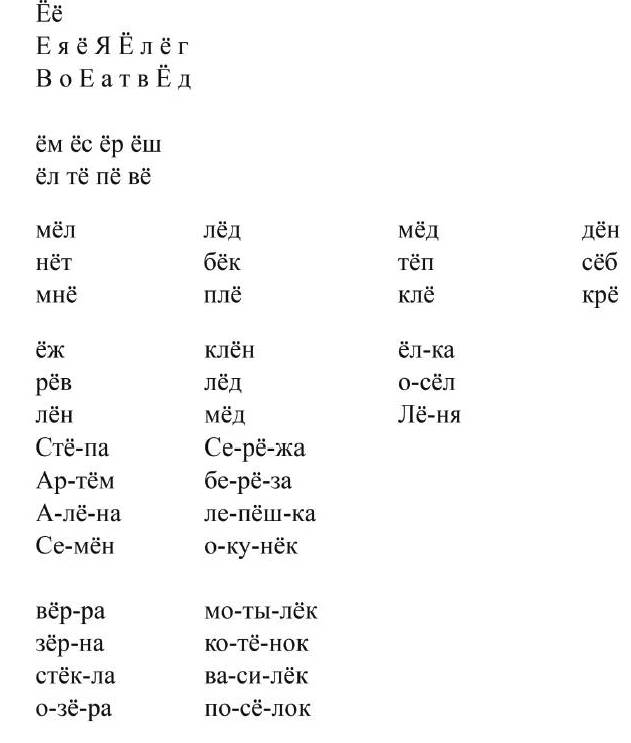 Ёё
Е я ё Я Ё л ё г
В о Е а т в Ё д
ём ёс ёр ёш
ёл тё пё вё
мёл лёд мёд дён
нёт бёк тёп сёб
мнё плё клё крё
ёж клён ёл-ка
рёв лёд о-сёл
лён мёд Лё-ня
Стё-па Се-рё-жа
Ар-тём бе-рё-за
А-лё-на ле-пёш-ка
Се-мён о-ку-нёк
вёр-ра мо-ты-лёк
зёр-на ко-тё-нок
стёк-ла ва-си-лёк
о-зё-ра по-сё-лок